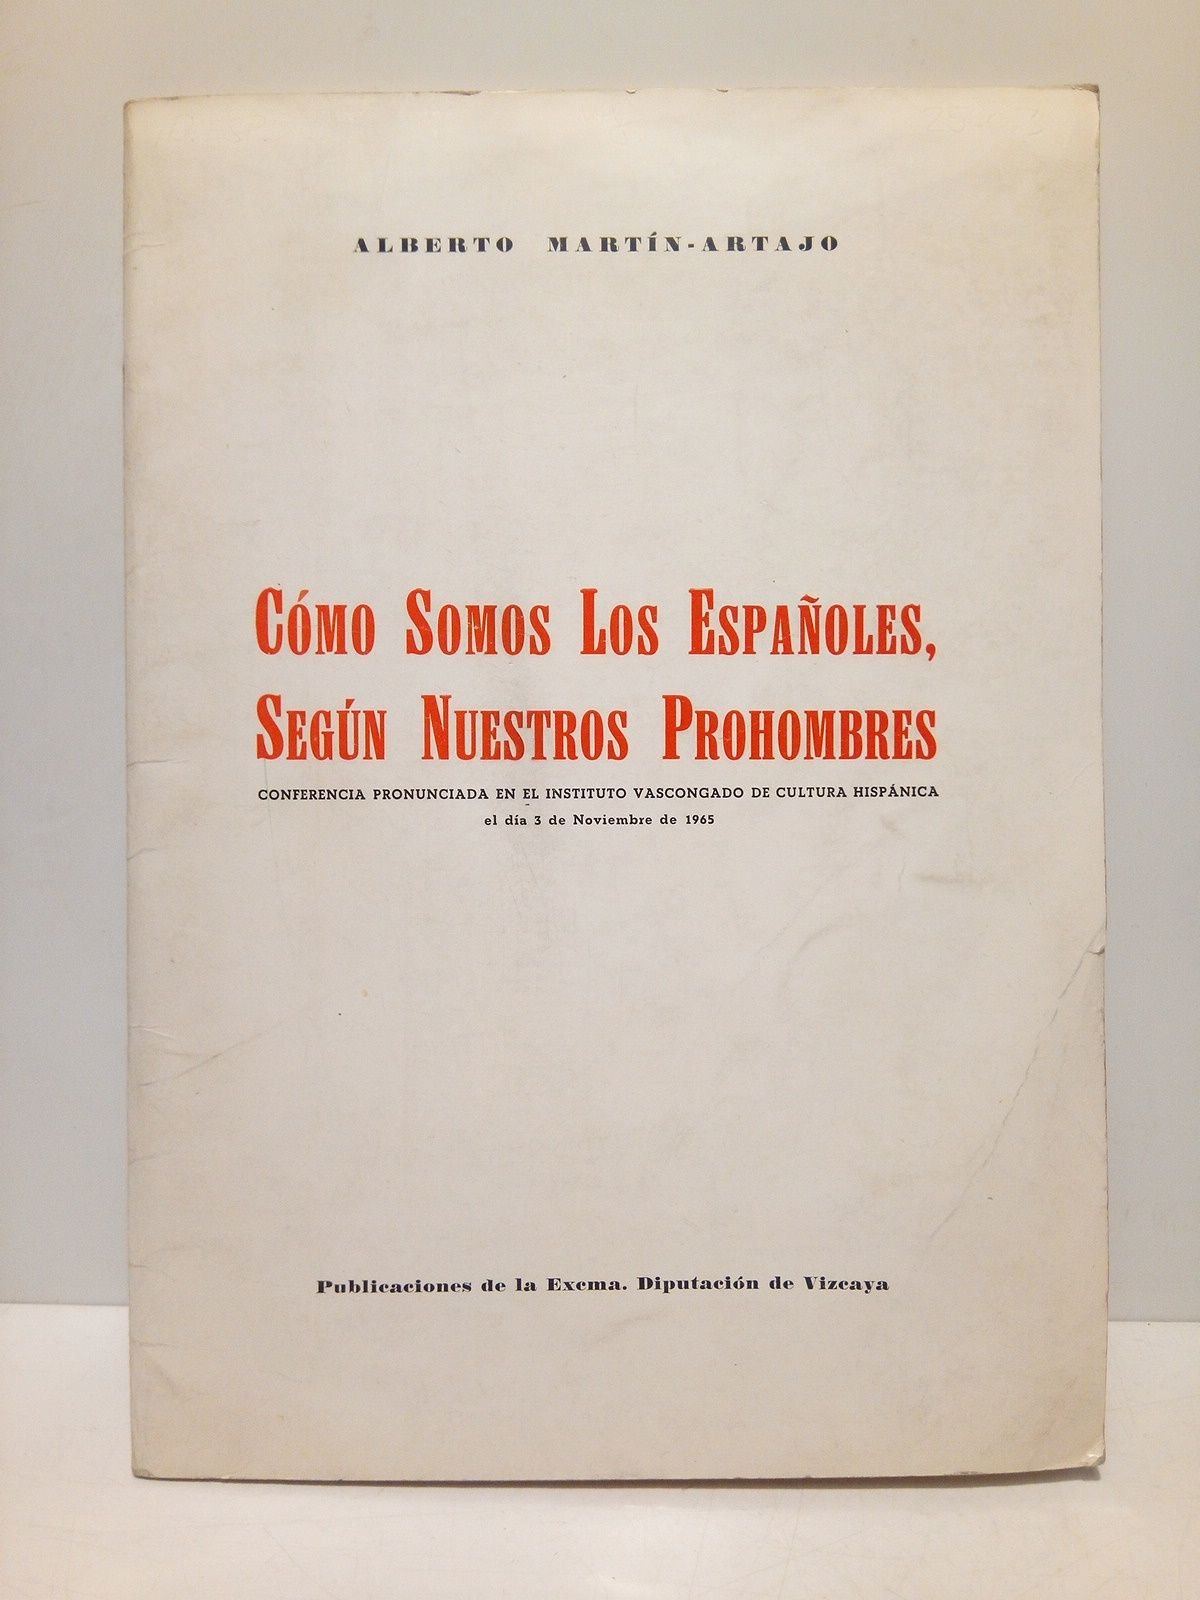 ALBERTO MARTÍN-ARTAJO
CÓMO SOMOS LOS ESPAÑOLES,
SEGÚN NUESTROS PROHOMBRES
CONFERENCIA PRONUNCIADA EN EL INSTITUTO VASCONGADO DE CULTURA HISPÁNICA
el día 3 de Noviembre de 1965
Publicaciones de la Excma. Diputación de Vizcaya